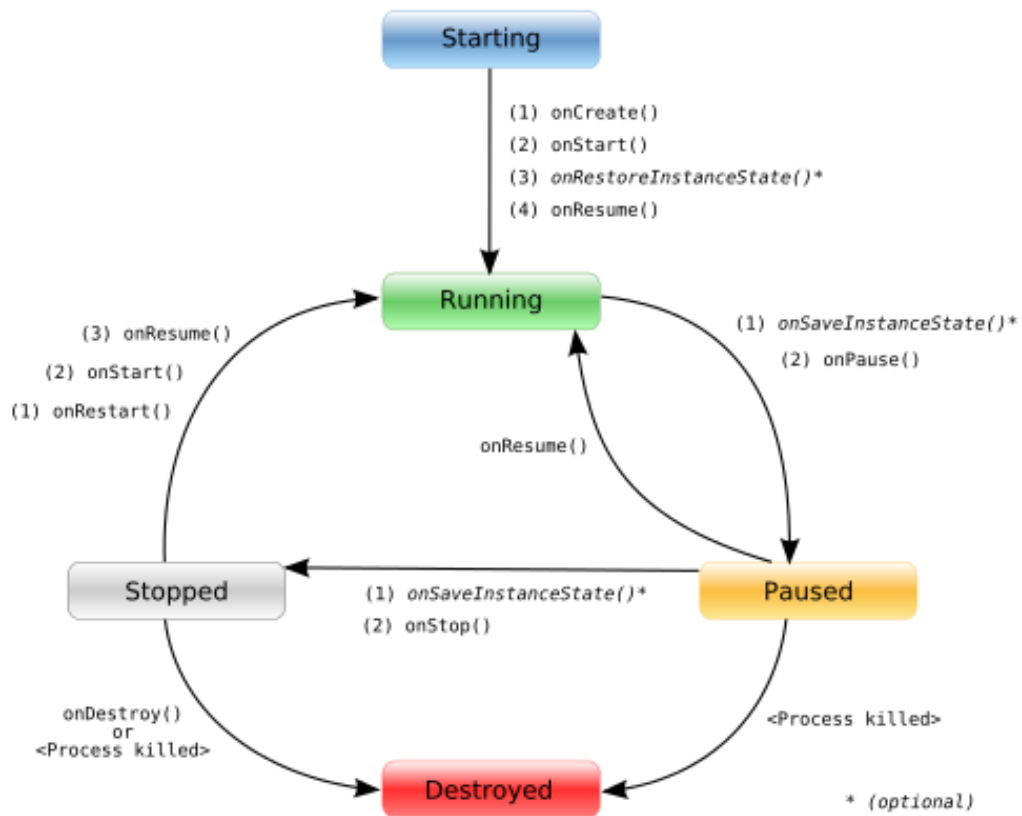 Starting
(1) onCreate()
(2) onStart()
(3) onRestoreInstanceState()*
(4) onResume()
Running
(3) onResume()
(2) onStart()
(1) onRestart()
(1) onSaveInstanceState()*
(2) onPause()
onResume()
Stopped
(1) onSaveInstanceState()*
(2) onStop()
Paused
onDestroy()
or
<Process killed>
<Process killed>
Destroyed
* (optional)